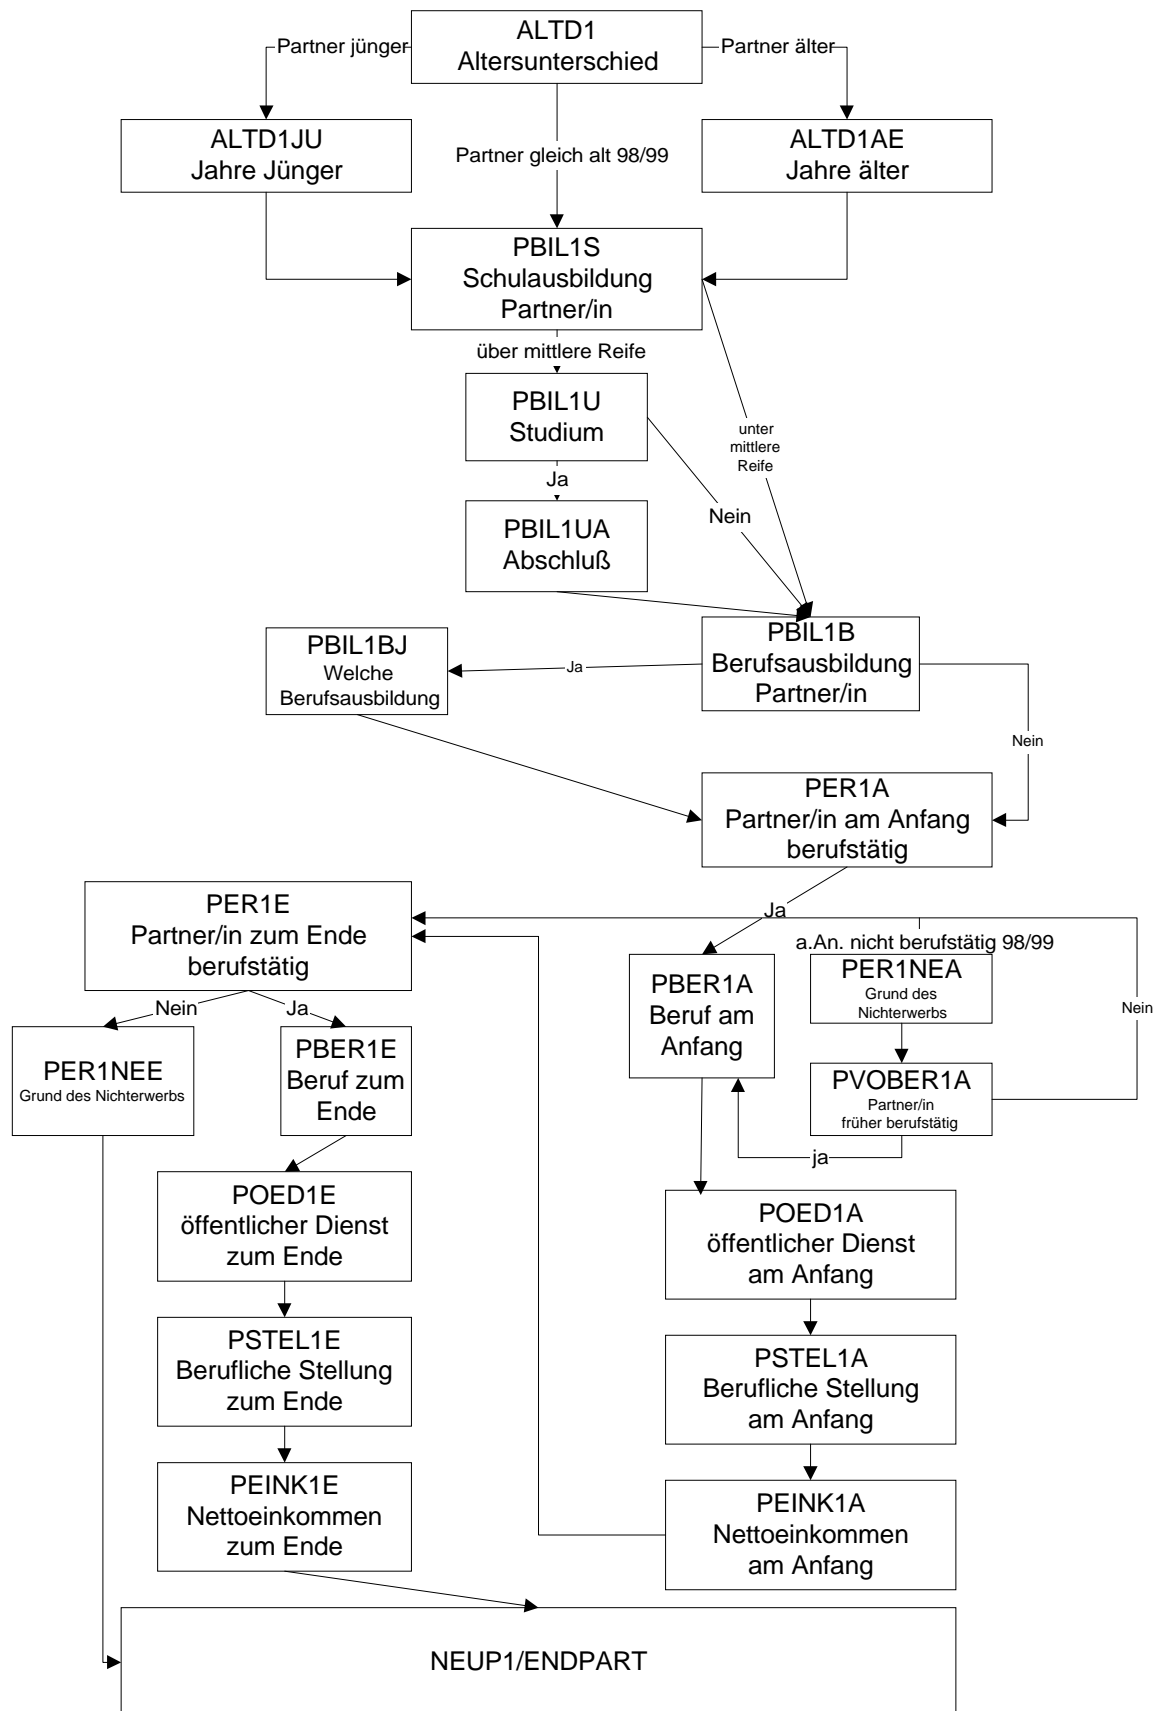 ALTD1
Altersunterschied
Partner jünger
Partner älter
ALTD1JU
Jahre Jünger
Partner gleich alt 98/99
ALTD1AE
Jahre älter
PBIL1S
Schulausbildung
Partner/in
über mittlere Reife
PBIL1U
Studium
unter
mittlere
Reife
Ja
Nein
PBIL1UA
Abschluß
PBIL1BJ
Welche
Berufsausbildung
Ja
PBIL1B
Berufsausbildung
Partner/in
Nein
PER1A
Partner/in am Anfang
berufstätig
Ja
PER1E
Partner/in zum Ende
berufstätig
a.An. nicht berufstätig 98/99
PBER1A
Beruf am
Anfang
PER1NEA
Grund des
Nichterwerbs
Nein
Nein
Ja
PER1NEE
Grund des Nichterwerbs
PBER1E
Beruf zum
Ende
PVOBER1A
Partner/in
früher berufstätig
ja
POED1E
öffentlicher Dienst
zum Ende
POED1A
öffentlicher Dienst
am Anfang
PSTEL1E
Berufliche Stellung
zum Ende
PSTEL1A
Berufliche Stellung
am Anfang
PEINK1E
Nettoeinkommen
zum Ende
PEINK1A
Nettoeinkommen
am Anfang
NEUP1/ENDPART